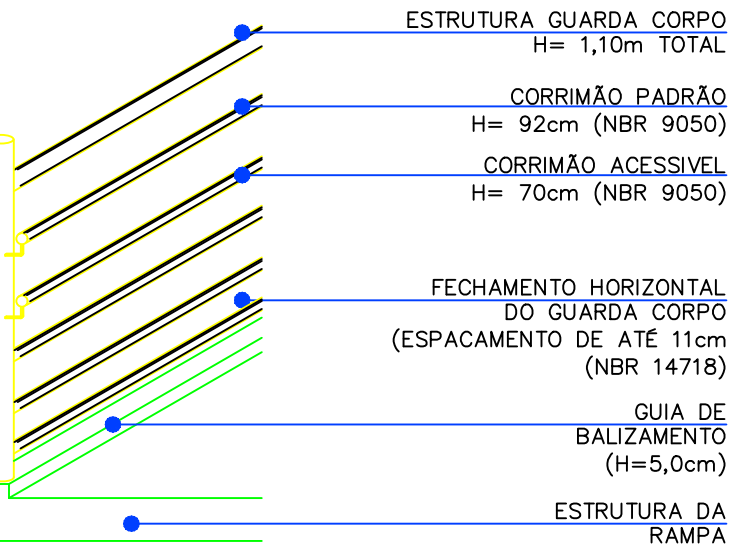 ESTRUTURA GUARDA CORPO
H= 1,10m TOTAL
CORRIMÃO PADRÃO
H= 92cm (NBR 9050)
CORRIMÃO ACESSIVEL
H= 70cm (NBR 9050)
FECHAMENTO HORIZONTAL
DO GUARDA CORPO
(ESPACAMENTO DE ATÉ 11cm
(NBR 14718)
GUIA DE
BALIZAMENTO
(H=5,0cm)
ESTRUTURA DA
RAMPA